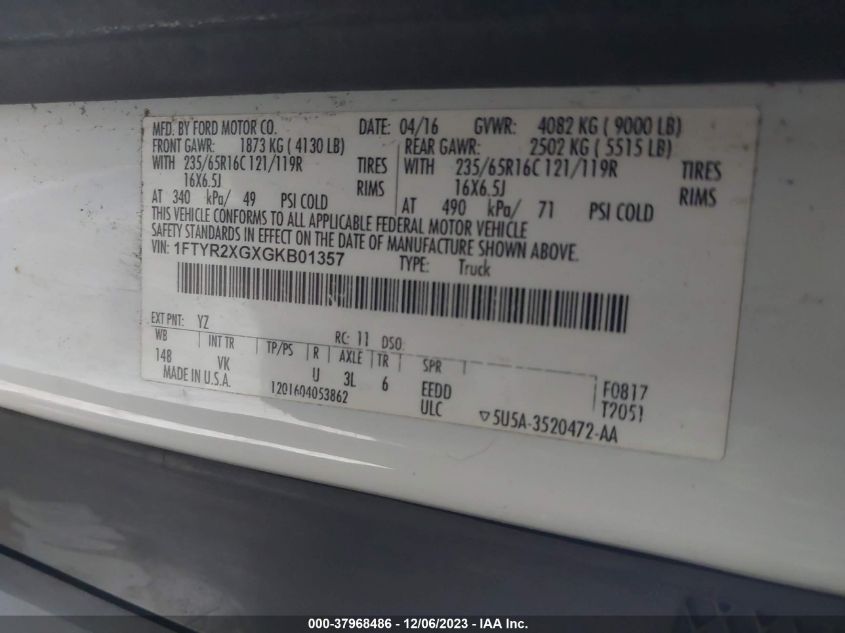 MFD. BY FORD MOTOR CO. DATE: 04/16 GVWR: 4082 KG ( 9000 LB)
FRONT GAWR: 1873 KG ( 4130 LB) REAR GAWR: 2502 KG ( 5515 LB)
WITH 235/65R16C 121/119R TIRES WITH 235/65R16C 121/119R TIRES
16X6.5J RIMS 16X6.5J RIMS
AT 340 kPa/ 49 PSI COLD AT 490 kPa/ 71 PSI COLD
THIS VEHICLE CONFORMS TO ALL APPLICABLE FEDERAL MOTOR VEHICLE
SAFETY STANDARDS IN EFFECT ON THE DATE OF MANUFACTURE SHOWN ABOVE.
VIN: 1FTYR2XGXGKB01357 TYPE: Truck
EXT PNT: YZ RC: 11 DSO:
WB INT TR TP/PS R AXLE TR SPR
148 VK U 3L 6 EEDD F0817
MADE IN U.S.A. 1201604053862 ULC T2051
5U5A-3520472-AA
000-37968486 - 12/06/2023 - IAA Inc.